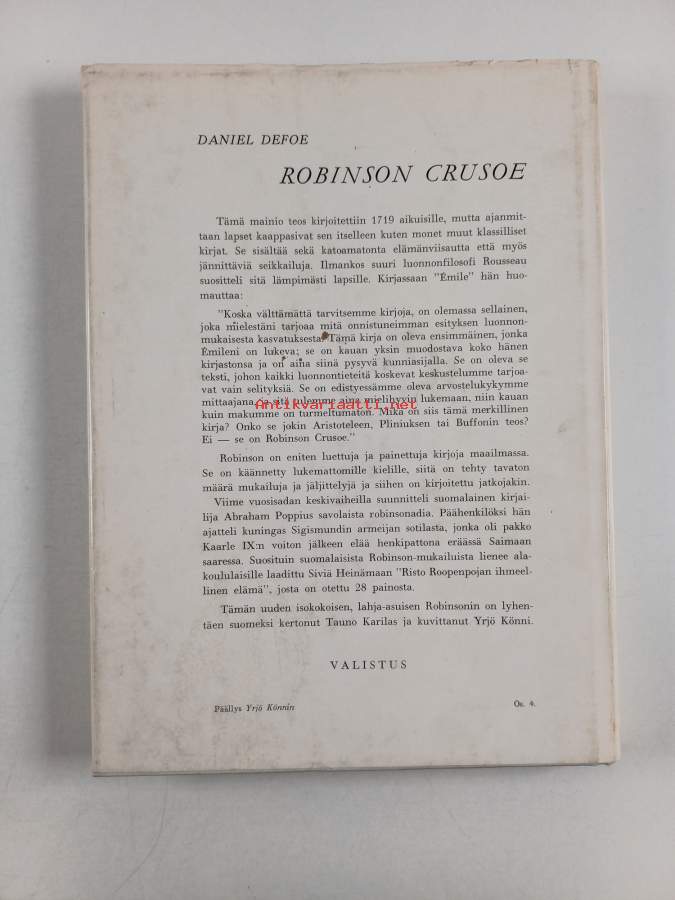 DANIEL DEFOE
ROBINSON CRUSOE
Tämä mainio teos kirjoitettiin 1719 aikuisille, mutta ajanmit-
taan lapset kaappasivat sen itselleen kuten monet muut klassilliset
kirjat. Se sisältää sekä katoamatonta elämänviisautta että myös
jännittäviä seikkailuja. Ilmankos suuri luonnonfilosofi Rousseau
suositteli sitä lämpimästi lapsille. Kirjassaan "Émile" hän huo-
mauttaa:
"Koska välttämättä tarvitsemme kirjoja, on olemassa sellainen,
joka mielestäni tarjoaa mitä onnistuneimman esityksen luonnon-
mukaisesta kasvatuksesta. Tämä kirja on oleva ensimmäinen, jonka
Émileni on lukeva; se on kauan yksin muodostava koko hänen
kirjastonsa ja on aina siinä pysyvä kunniasijalla. Se on oleva se
teksti, johon kaikki luonnontieteitä koskevat keskustelumme tarjoa-
vat vain selityksiä. Se on edistyessämme oleva arvostelukykymme
mittaajana, ja sitä tulemme aina mielihyvin lukemaan, niin kauan
Antikvariaatti.net
kuin makumme on turmeltumaton. Mikä on siis tämä merkillinen
kirja? Onko se jokin Aristoteleen, Pliniuksen tai Buffonin teos?
Ei — se on Robinson Crusoe."
Robinson on eniten luettuja ja painettuja kirjoja maailmassa.
Se on käännetty lukemattomille kielille, siitä on tehty tavaton
määrä mukailuja ja jäljittelyjä ja siihen on kirjoitettu jatkojakin.
Viime vuosisadan keskivaiheilla suunnitteli suomalainen kirjai-
lija Abraham Poppius savolaista robinsonadia. Päähenkilöksi hän
ajatteli kuningas Sigismundin armeijan sotilasta, jonka oli pakko
Kaarle IX:n voiton jälkeen elää henkipattona eräässä Saimaan
saaressa. Suosituin suomalaisista Robinson-mukailuista lienee ala-
koululaisille laadittu Siviä Heinämaan "Risto Roopenpojan ihmeel-
linen elämä", josta on otettu 28 painosta.
Tämän uuden isokokoisen, lahja-asuisen Robinsonin on lyhen-
täen suomeksi kertonut Tauno Karilas ja kuvittanut Yrjö Könni.
VALISTUS
Päällys Yrjö Könnin
Os. 4.